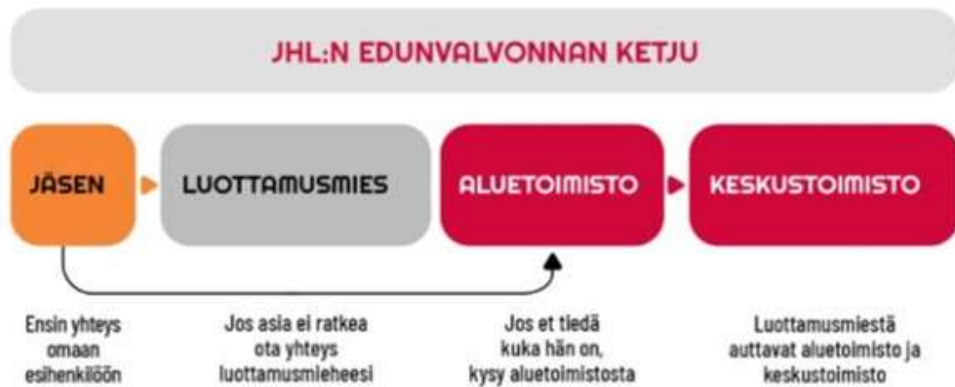 JHL:N EDUNVALVONNAN KETJU
JÄSEN
LUOTTAMUSMIES
ALUETOIMISTO
KESKUSTOIMISTO
Ensin yhteys
omaan
esihenkilöön
Jos asia ei ratkea
ota yhteys
luottamusmieheesi
Jos et tiedä
kuka hän on,
kysy aluetoimistosta
Luottamusmiestä
auttavat aluetoimisto ja
keskustoimisto